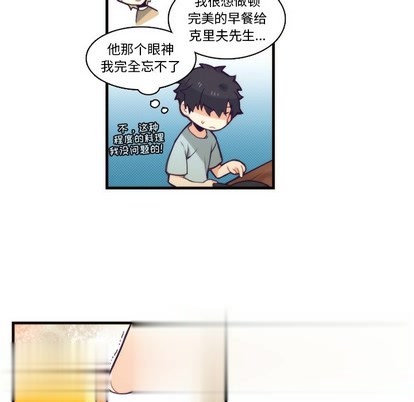 我很想做顿
完美的早餐给
克里夫先生...
他那个眼神
我完全忘不了
不，这种
程度的料理
我没问题的!